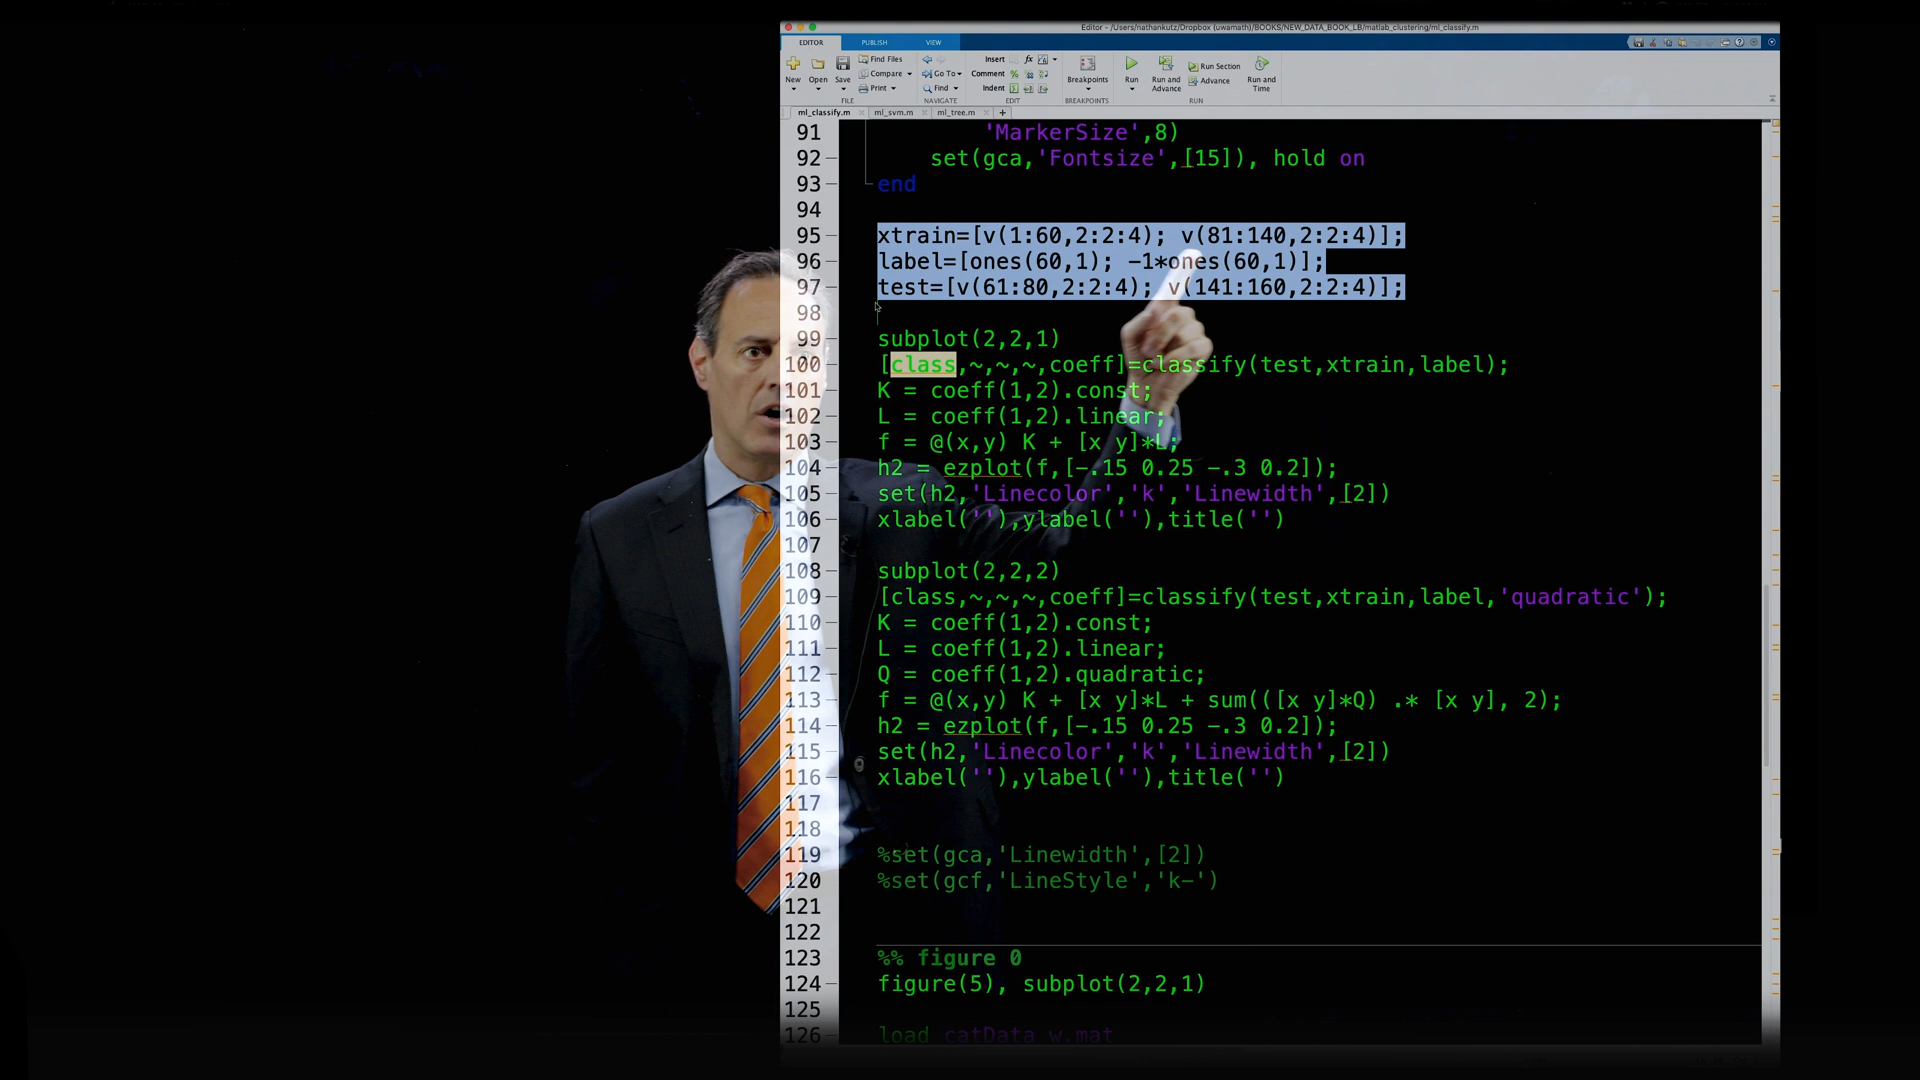 Editor - /Users/nathankutz/Dropbox (uwamath)/BOOKS/NEW_DATA_BOOK_LB/matlab_clustering/ml_classify.m
EDITOR PUBLISH VIEW
New Open Save Find Files Compare Print
Go To Find
Insert fx
Comment %
Indent
Breakpoints
Run Run and Advance Run Section Advance Run and Time
FILE NAVIGATE EDIT BREAKPOINTS RUN
ml_classify.m ml_svm.m ml_tree.m +
91 'MarkerSize',8)
92 set(gca,'Fontsize',[15]), hold on
93 end
94
95 xtrain=[v(1:60,2:2:4); v(81:140,2:2:4)];
96 label=[ones(60,1); -1*ones(60,1)];
97 test=[v(61:80,2:2:4); v(141:160,2:2:4)];
98
99 subplot(2,2,1)
100 [class,~,~,~,coeff]=classify(test,xtrain,label);
101 K = coeff(1,2).const;
102 L = coeff(1,2).linear;
103 f = @(x,y) K + [x y]*L;
104 h2 = ezplot(f,[-.15 0.25 -.3 0.2]);
105 set(h2,'Linecolor','k','Linewidth',[2])
106 xlabel(''),ylabel(''),title('')
107
108 subplot(2,2,2)
109 [class,~,~,~,coeff]=classify(test,xtrain,label,'quadratic');
110 K = coeff(1,2).const;
111 L = coeff(1,2).linear;
112 Q = coeff(1,2).quadratic;
113 f = @(x,y) K + [x y]*L + sum(([x y]*Q) .* [x y], 2);
114 h2 = ezplot(f,[-.15 0.25 -.3 0.2]);
115 set(h2,'Linecolor','k','Linewidth',[2])
116 xlabel(''),ylabel(''),title('')
117
118
119 %set(gca,'Linewidth',[2])
120 %set(gcf,'LineStyle','k-')
121
122
123 %% figure 0
124 figure(5), subplot(2,2,1)
125
126 load catData_w.mat